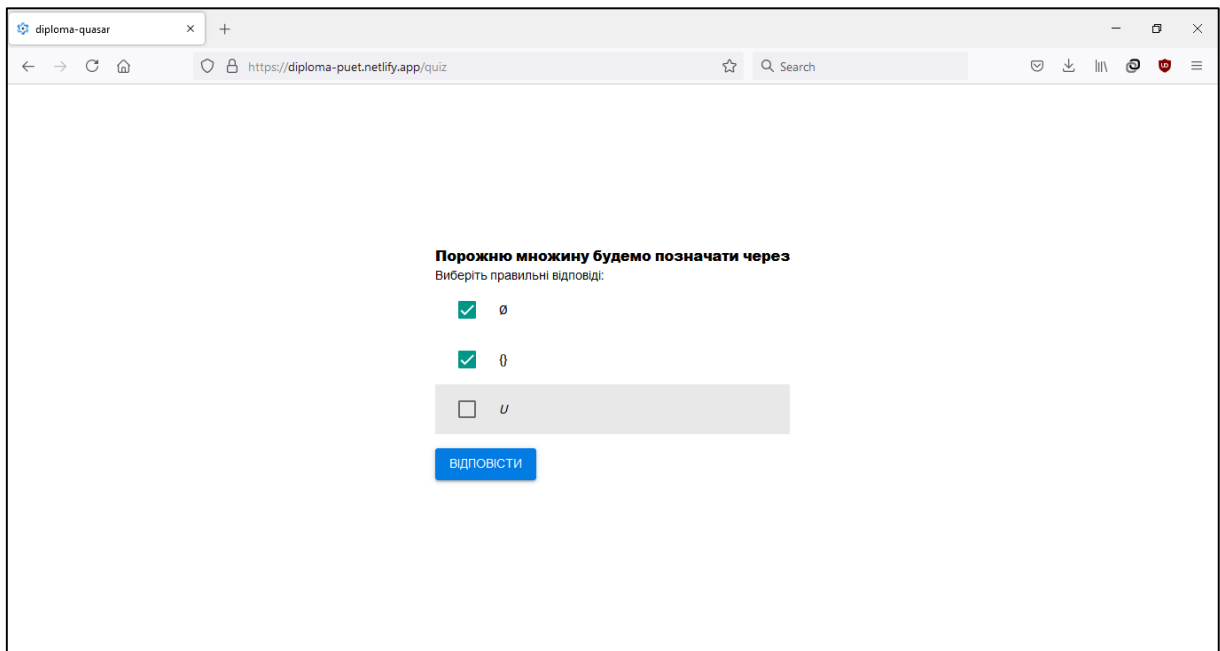 diploma-quasar
https://diploma-puet.netlify.app/quiz
Search
Порожню множину будемо позначати через
Виберіть правильні відповіді:
Ø
{}
U
ВІДПОВІСТИ